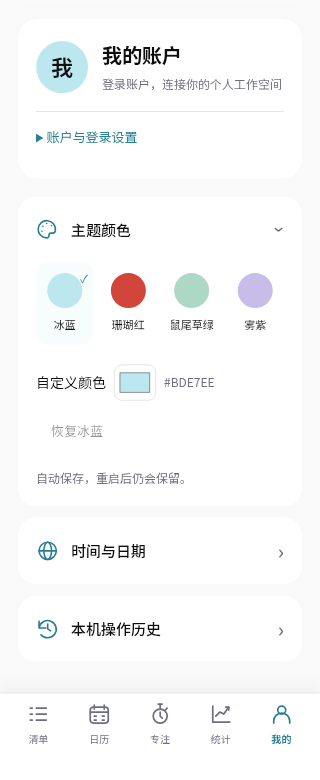 我
我的账户
登录账户，连接你的个人工作空间
▶ 账户与登录设置
主题颜色
✓
冰蓝 珊瑚红 鼠尾草绿 雾紫
自定义颜色 #BDE7EE
恢复冰蓝
自动保存，重启后仍会保留。
时间与日期
本机操作历史
清单 日历 专注 统计 我的